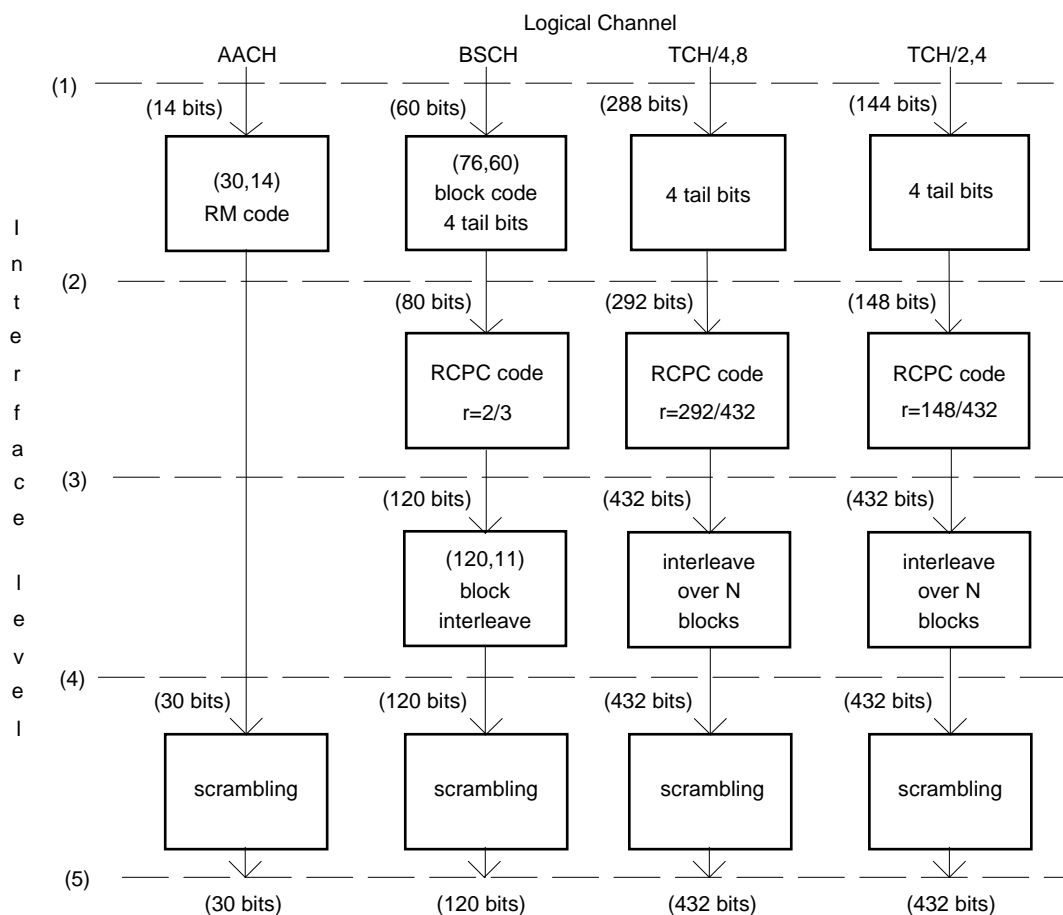 Logical Channel
AACH BSCH TCH/4,8 TCH/2,4
(1)
(14 bits) (60 bits) (288 bits) (144 bits)
(30,14)
RM code
(76,60)
block code
4 tail bits
4 tail bits
4 tail bits
(2)
(80 bits) (292 bits) (148 bits)
RCPC code
r=2/3
RCPC code
r=292/432
RCPC code
r=148/432
(3)
(120 bits) (432 bits) (432 bits)
(120,11)
block
interleave
interleave
over N
blocks
interleave
over N
blocks
(4)
(30 bits) (120 bits) (432 bits) (432 bits)
scrambling scrambling scrambling scrambling
(5)
(30 bits) (120 bits) (432 bits) (432 bits)
Interface level